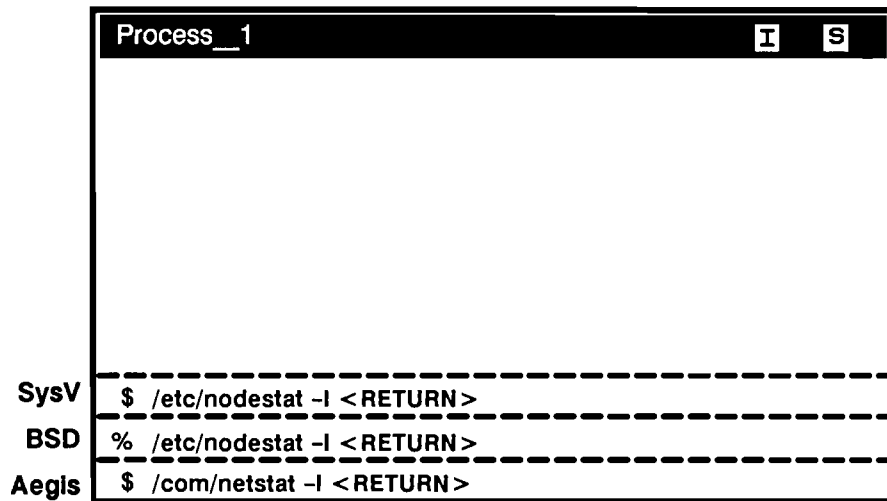 Process__1 I S
SysV $ /etc/nodestat –l <RETURN>
BSD % /etc/nodestat –l <RETURN>
Aegis $ /com/netstat –l <RETURN>